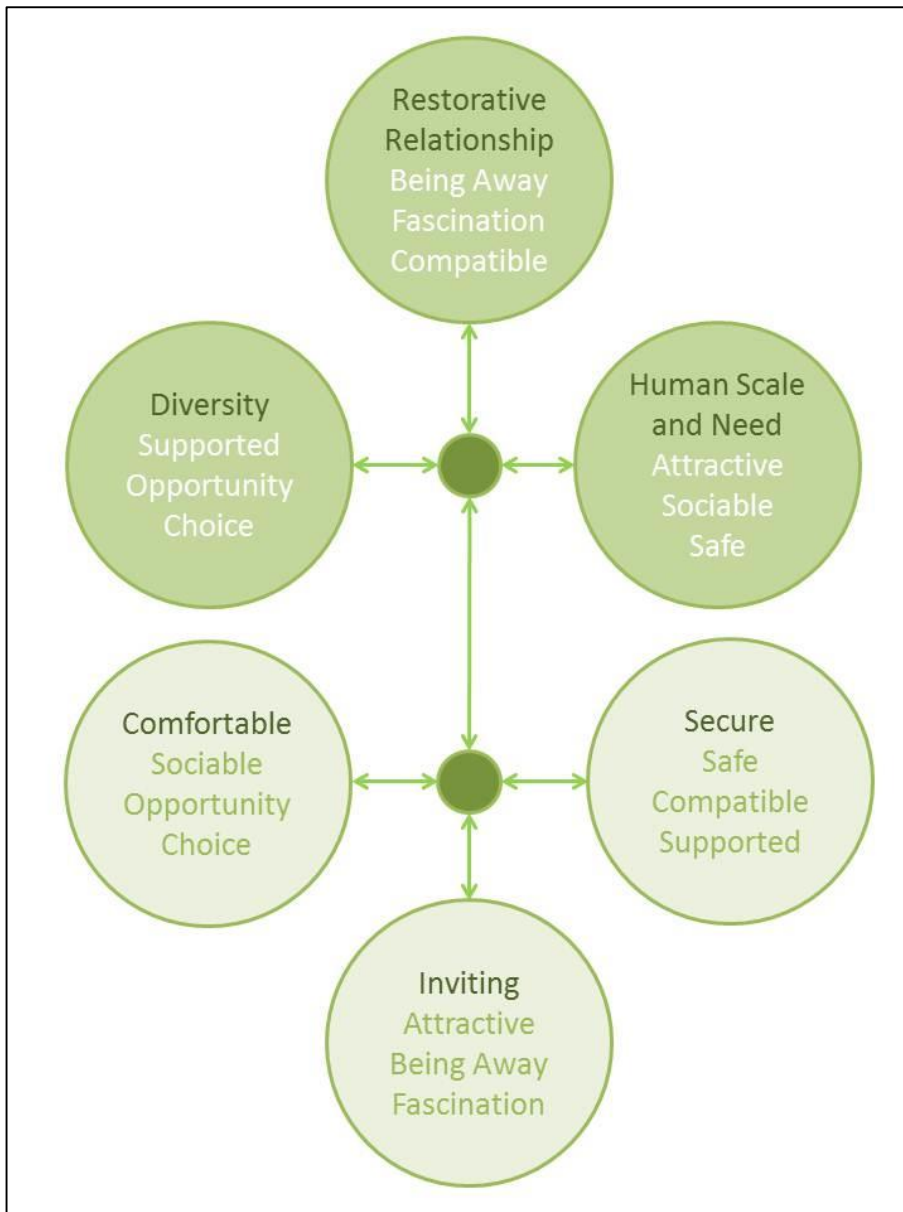 Restorative
Relationship
Being Away
Fascination
Compatible
Diversity
Supported
Opportunity
Choice
Human Scale
and Need
Attractive
Sociable
Safe
Comfortable
Sociable
Opportunity
Choice
Secure
Safe
Compatible
Supported
Inviting
Attractive
Being Away
Fascination